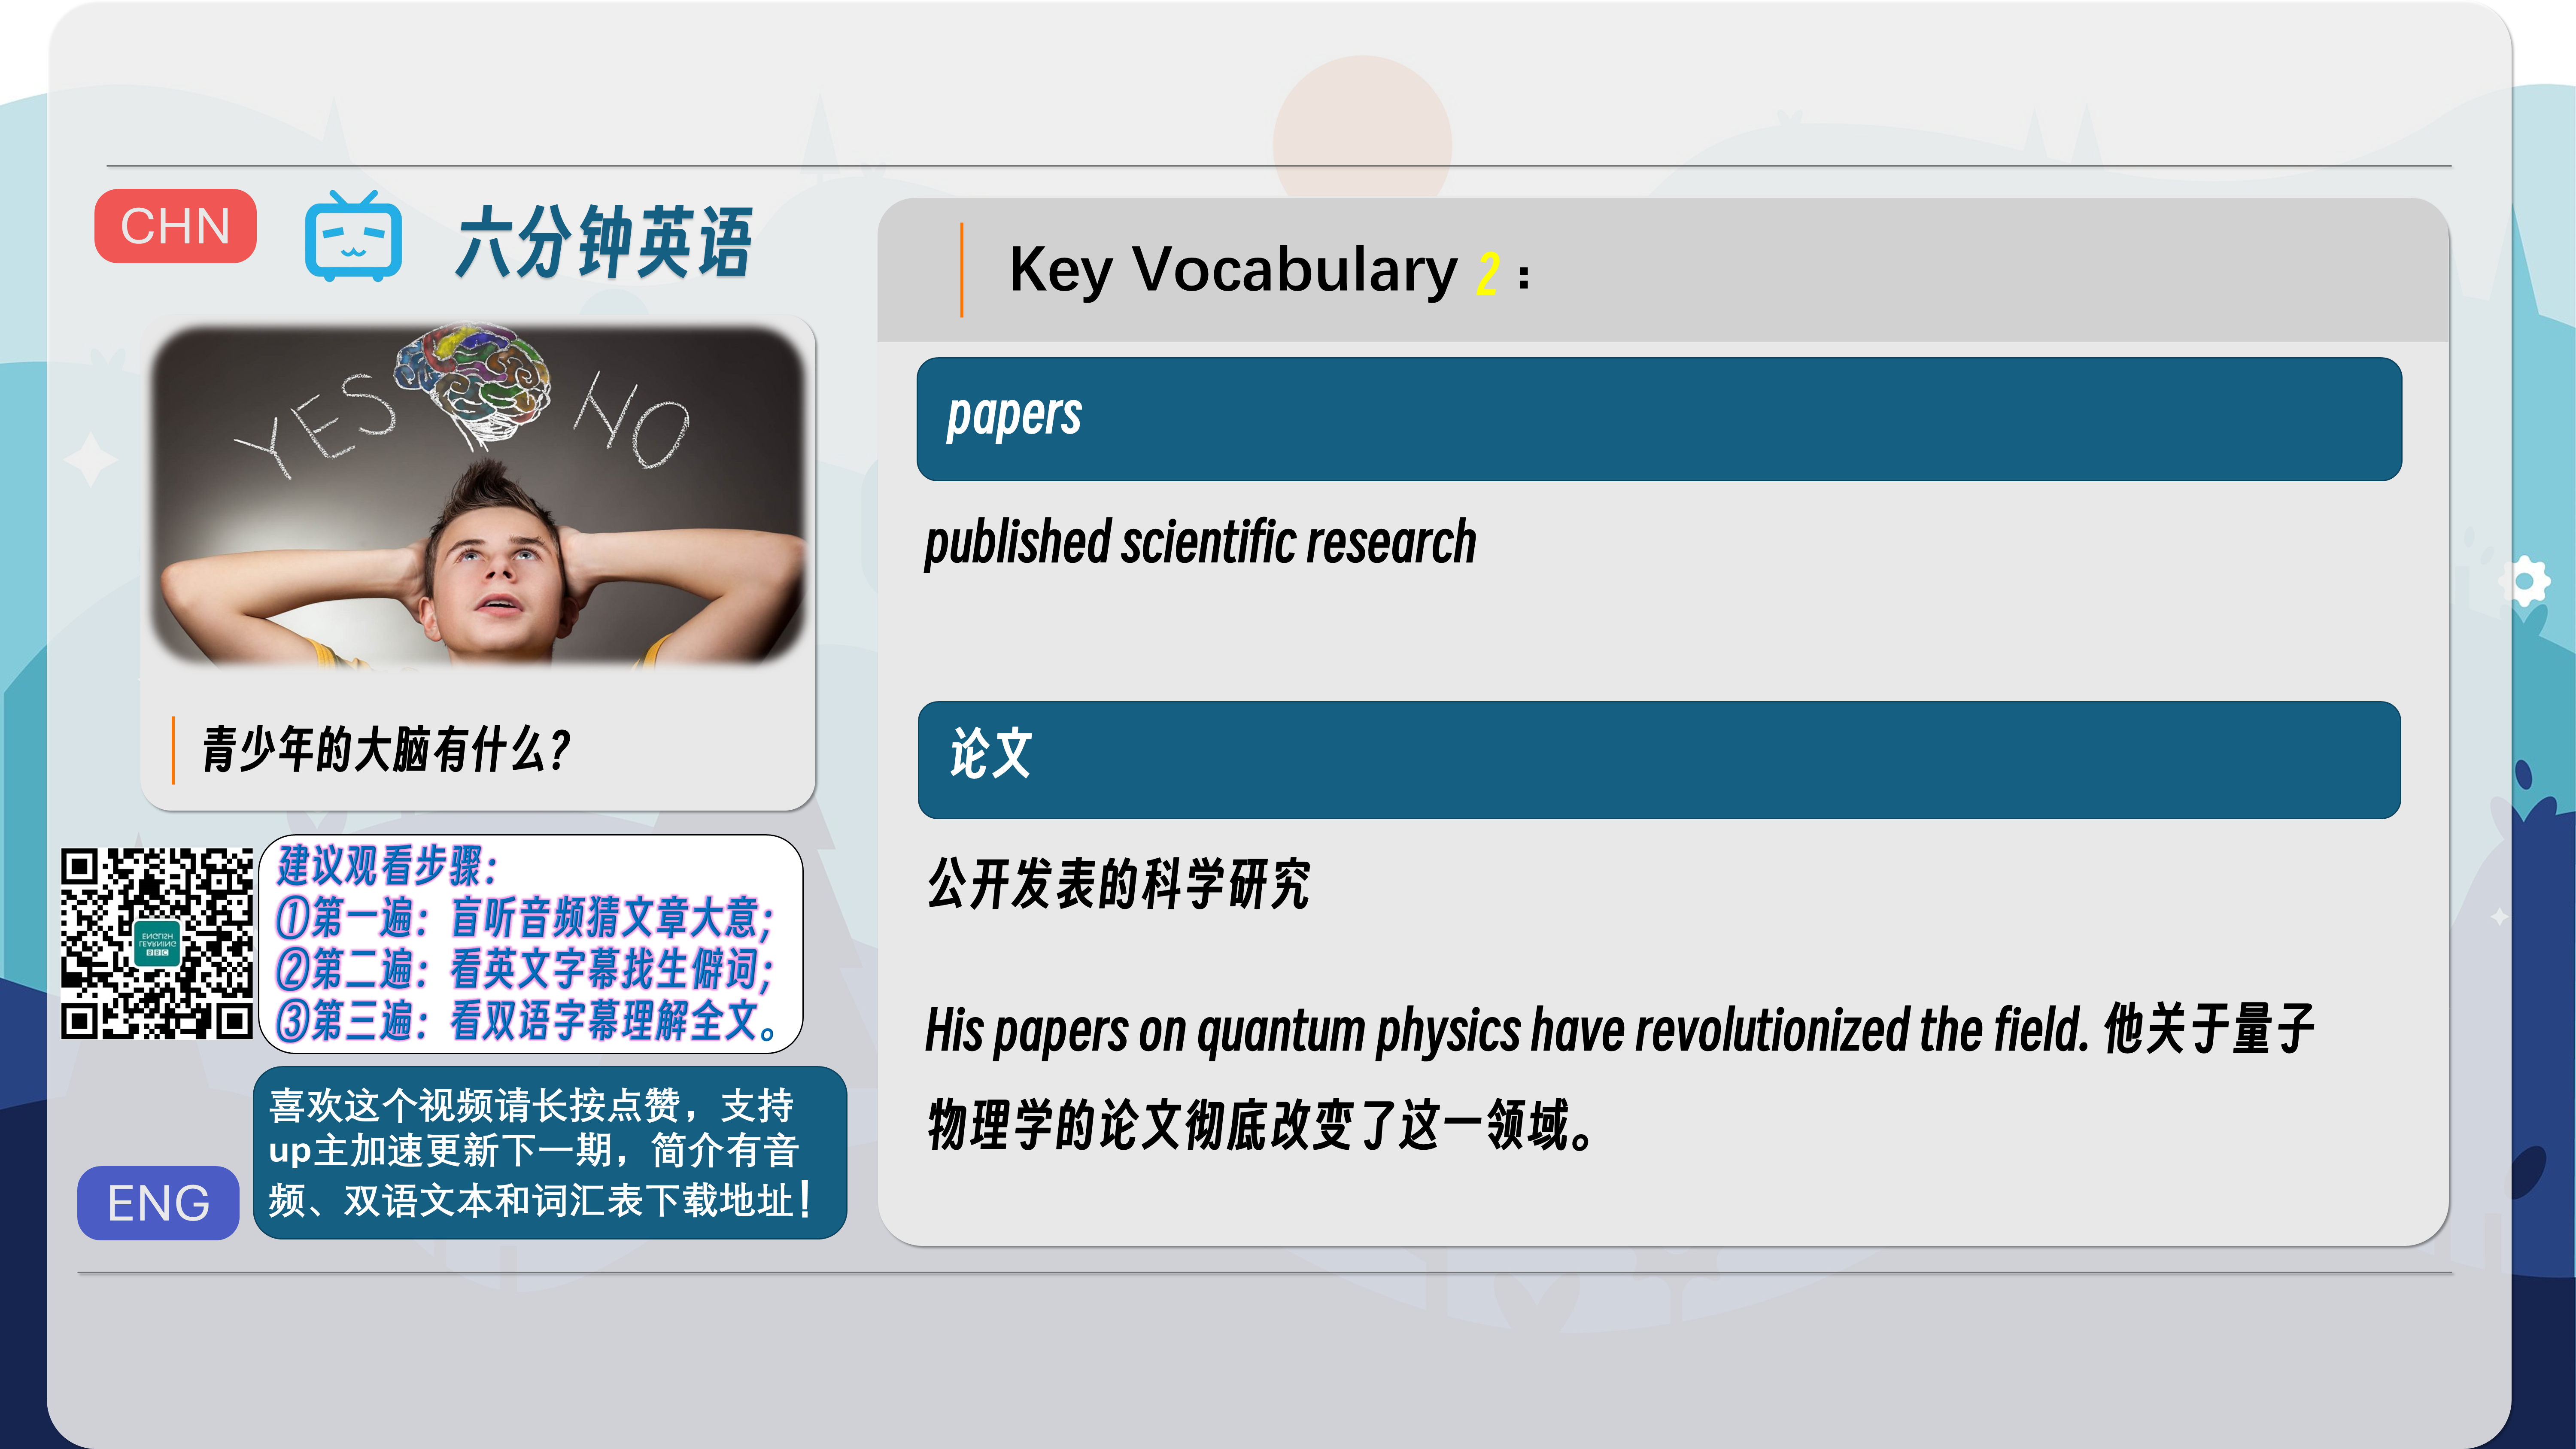 CHN
六分钟英语
YES
NO
青少年的大脑有什么？
ENGLISH
LEARNING
BBC
建议观看步骤：
①第一遍：盲听音频猜文章大意；
②第二遍：看英文字幕找生僻词；
③第三遍：看双语字幕理解全文。
喜欢这个视频请长按点赞，支持
up主加速更新下一期，简介有音
频、双语文本和词汇表下载地址！
ENG
Key Vocabulary 2：
papers
published scientific research
论文
公开发表的科学研究
His papers on quantum physics have revolutionized the field. 他关于量子
物理学的论文彻底改变了这一领域。